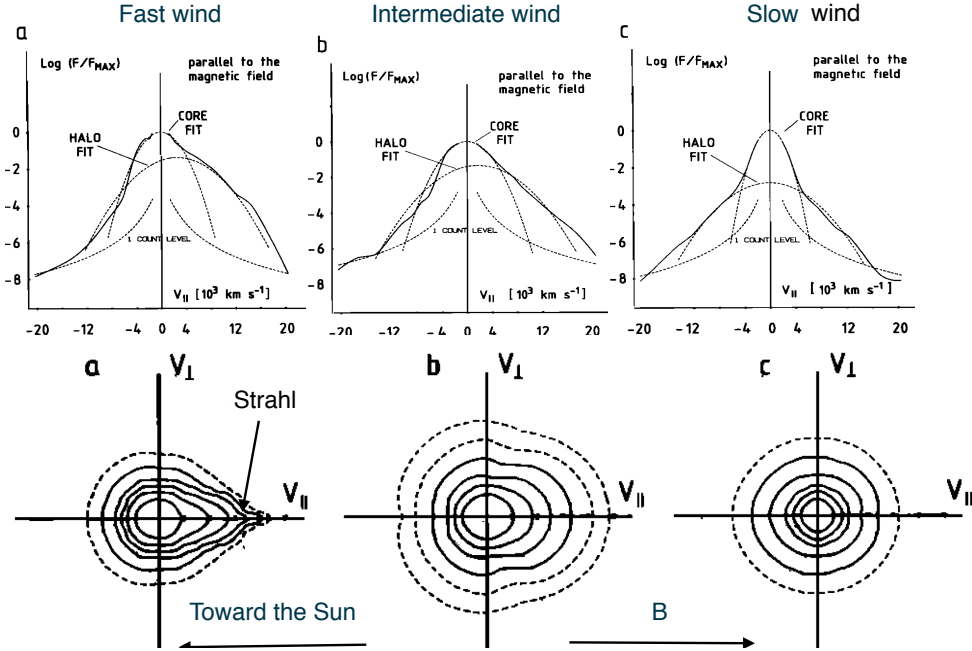 Fast wind
Intermediate wind
Slow wind
a
Log (F/FMAX)
parallel to the
magnetic field
CORE
FIT
HALO
FIT
0
-2
-4
-6
-8
1 COUNT LEVEL
V|| [10³ km s⁻¹]
-20 -12 -4 0 4 12 20
b
Log (F/FMAX)
parallel to the
magnetic field
CORE
FIT
HALO
FIT
0
-2
-4
-6
-8
1 COUNT LEVEL
V|| [10³ km s⁻¹]
-20 -12 -4 0 4 12 20
c
Log (F/FMAX)
parallel to the
magnetic field
CORE
FIT
HALO
FIT
0
-2
-4
-6
-8
1 COUNT LEVEL
V|| [10³ km s⁻¹]
-20 -12 -4 0 4 12 20
a V⊥
Strahl
V||
b V⊥
V||
c V⊥
V||
Toward the Sun
B